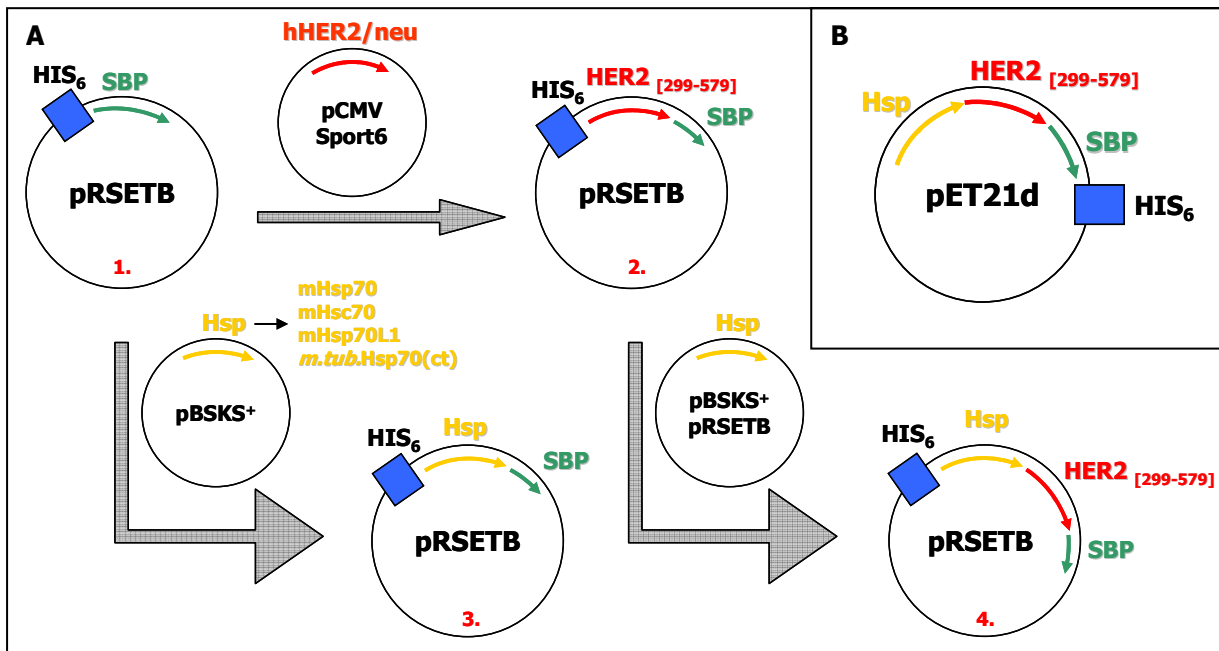 A
HIS6
SBP
pRSETB
1.
hHER2/neu
pCMV
Sport6
HIS6
HER2 [299-579]
SBP
pRSETB
2.
Hsp
mHsp70
mHsc70
mHsp70L1
m.tub.Hsp70(ct)
pBSKS+
HIS6
Hsp
SBP
pRSETB
3.
Hsp
pBSKS+
pRSETB
HIS6
Hsp
HER2 [299-579]
SBP
pRSETB
4.
B
HER2 [299-579]
Hsp
SBP
pET21d
HIS6